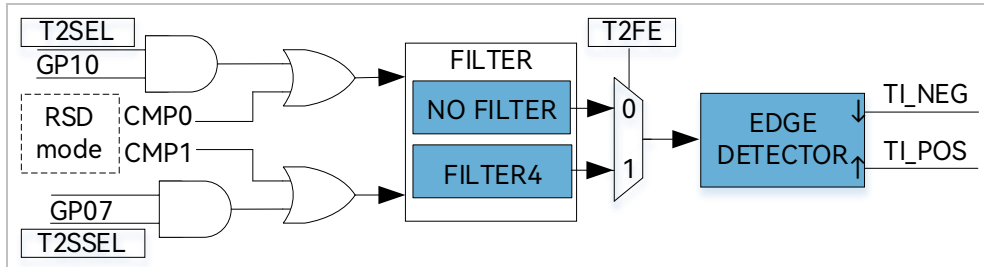 T2SEL
GP10
RSD
mode
CMP0
CMP1
GP07
T2SSEL
FILTER
NO FILTER
FILTER4
T2FE
0
1
EDGE
DETECTOR
↓
↑
TI_NEG
TI_POS